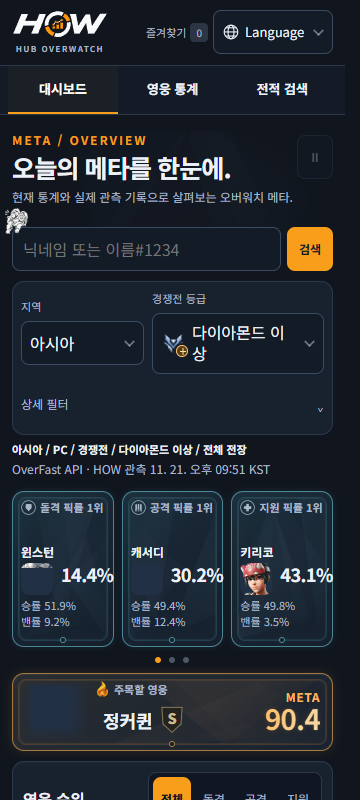 HOW
HUB OVERWATCH
즐겨찾기 0
Language
대시보드 영웅 통계 전적 검색
META / OVERVIEW
오늘의 메타를 한눈에.
현재 통계와 실제 관측 기록으로 살펴보는 오버워치 메타.
닉네임 또는 이름#1234
검색
지역
경쟁전 등급
아시아
다이아몬드 이
상
상세 필터
아시아 / PC / 경쟁전 / 다이아몬드 이상 / 전체 전장
OverFast API · HOW 관측 11. 21. 오후 09:51 KST
돌격 픽률 1위
윈스턴
14.4%
승률 51.9%
밴률 9.2%
공격 픽률 1위
캐서디
30.2%
승률 49.4%
밴률 12.4%
지원 픽률 1위
키리코
43.1%
승률 49.8%
밴률 3.5%
주목할 영웅
정커퀸 S
META
90.4
영웅 순위
전체 돌격 공격 지원